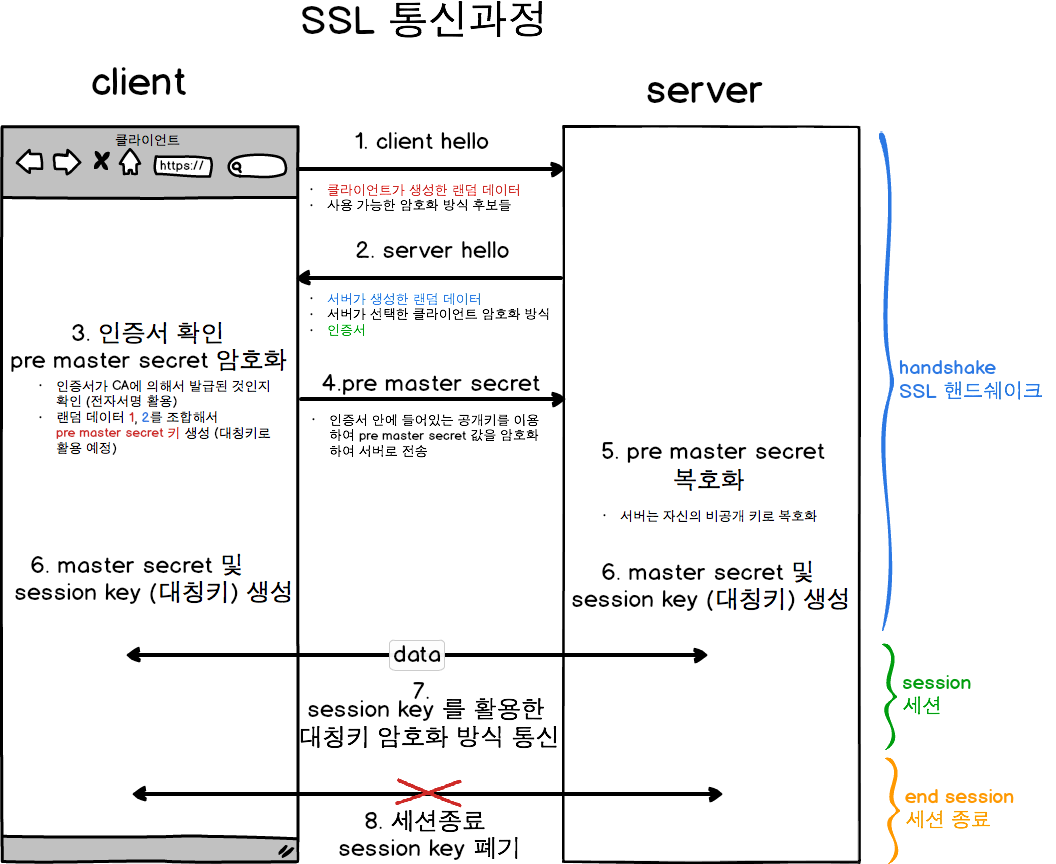 SSL 통신과정
client
server
클라이언트
https://
1. client hello
· 클라이언트가 생성한 랜덤 데이터
· 사용 가능한 암호화 방식 후보들
2. server hello
· 서버가 생성한 랜덤 데이터
· 서버가 선택한 클라이언트 암호화 방식
· 인증서
3. 인증서 확인
pre master secret 암호화
· 인증서가 CA에 의해서 발급된 것인지
확인 (전자서명 활용)
· 랜덤 데이터 1, 2를 조합해서
pre master secret 키 생성 (대칭키로
활용 예정)
4.pre master secret
· 인증서 안에 들어있는 공개키를 이용
하여 pre master secret 값을 암호화
하여 서버로 전송
5. pre master secret
복호화
· 서버는 자신의 비공개 키로 복호화
6. master secret 및
session key (대칭키) 생성
6. master secret 및
session key (대칭키) 생성
data
7.
session key 를 활용한
대칭키 암호화 방식 통신
8. 세션종료
session key 폐기
handshake
SSL 핸드쉐이크
session
세션
end session
세션 종료